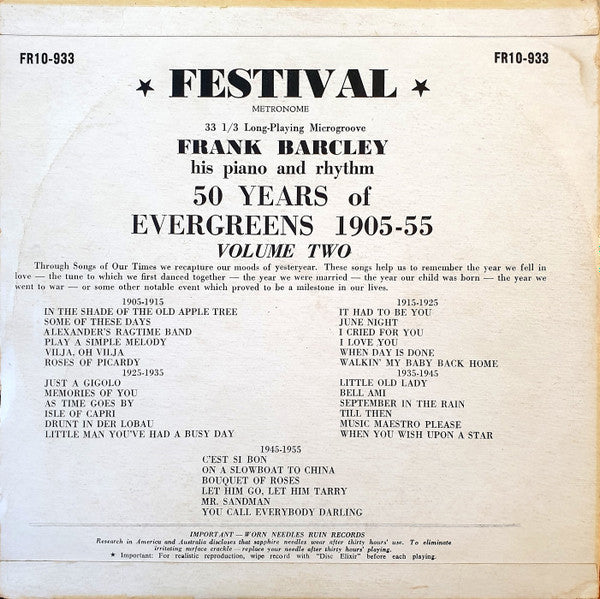 FR10-933 FR10-933
★ FESTIVAL ★
METRONOME
33 1/3 Long-Playing Microgroove
FRANK BARCLEY
his piano and rhythm
50 YEARS of
EVERGREENS 1905-55
VOLUME TWO
Through Songs of Our Times we recapture our moods of yesteryear. These songs help us to remember the year we fell in
love — the tune to which we first danced together — the year we were married — the year our child was born — the year we
went to war — or some other notable event which proved to be a milestone in our lives.
1905-1915
IN THE SHADE OF THE OLD APPLE TREE
SOME OF THESE DAYS
ALEXANDER'S RAGTIME BAND
PLAY A SIMPLE MELODY
VILJA, OH VILJA
ROSES OF PICARDY
1925-1935
JUST A GIGOLO
MEMORIES OF YOU
AS TIME GOES BY
ISLE OF CAPRI
DRUNT IN DER LOBAU
LITTLE MAN YOU'VE HAD A BUSY DAY
1915-1925
IT HAD TO BE YOU
JUNE NIGHT
I CRIED FOR YOU
I LOVE YOU
WHEN DAY IS DONE
WALKIN' MY BABY BACK HOME
1935-1945
LITTLE OLD LADY
BELL AMI
SEPTEMBER IN THE RAIN
TILL THEN
MUSIC MAESTRO PLEASE
WHEN YOU WISH UPON A STAR
1945-1955
C'EST SI BON
ON A SLOWBOAT TO CHINA
BOUQUET OF ROSES
LET HIM GO, LET HIM TARRY
MR. SANDMAN
YOU CALL EVERYBODY DARLING
IMPORTANT—WORN NEEDLES RUIN RECORDS
Research in America and Australia discloses that sapphire needles wear after thirty hours' use. To eliminate
irritating surface crackle—replace your needle after thirty hours' playing.
★ Important: For realistic reproduction, wipe record with "Disc Elixir" before each playing.